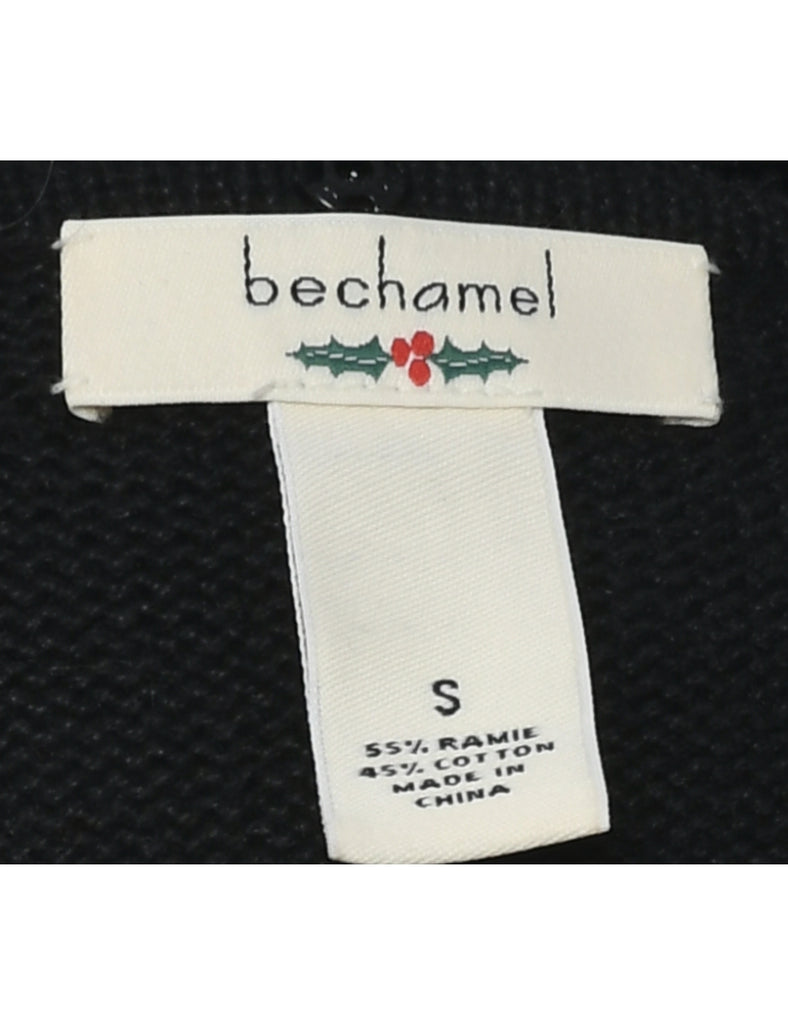 bechamel
S
55% RAMIE
45% COTTON
MADE IN
CHINA